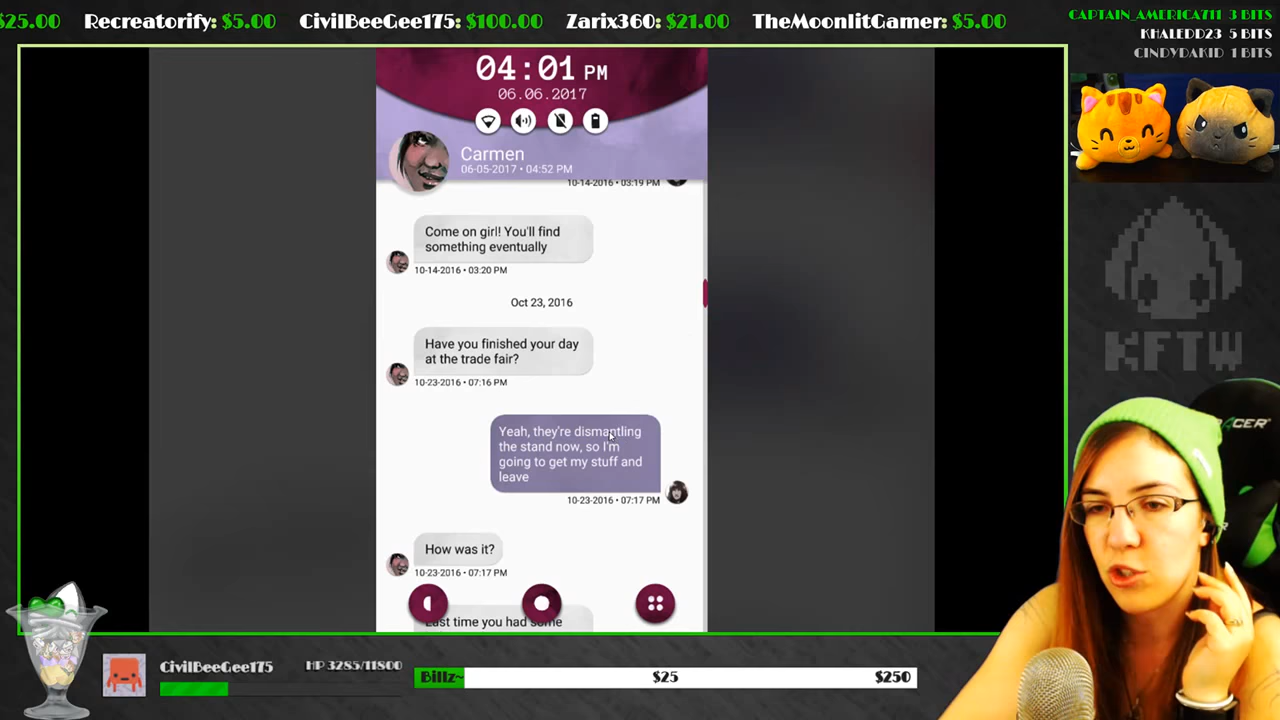 $25.00 Recreatorify: $5.00 CivilBeeGee175: $100.00 Zarix360: $21.00 TheMoonlitGamer: $5.00
CAPTAIN_AMERICA711 3 BITS
KHALEDD23 5 BITS
CINDYDAKID 1 BITS
04:01 PM
06.06.2017
Carmen
06-05-2017 • 04:52 PM
10-14-2016 • 03:19 PM
Come on girl! You'll find
something eventually
10-14-2016 • 03:20 PM
Oct 23, 2016
Have you finished your day
at the trade fair?
10-23-2016 • 07:16 PM
Yeah, they're dismantling
the stand now, so I'm
going to get my stuff and
leave
10-23-2016 • 07:17 PM
How was it?
10-23-2016 • 07:17 PM
Last time you had some
KFTW
ACER
CivilBeeGee175 HP 3285/11800
Billz~ $25 $250